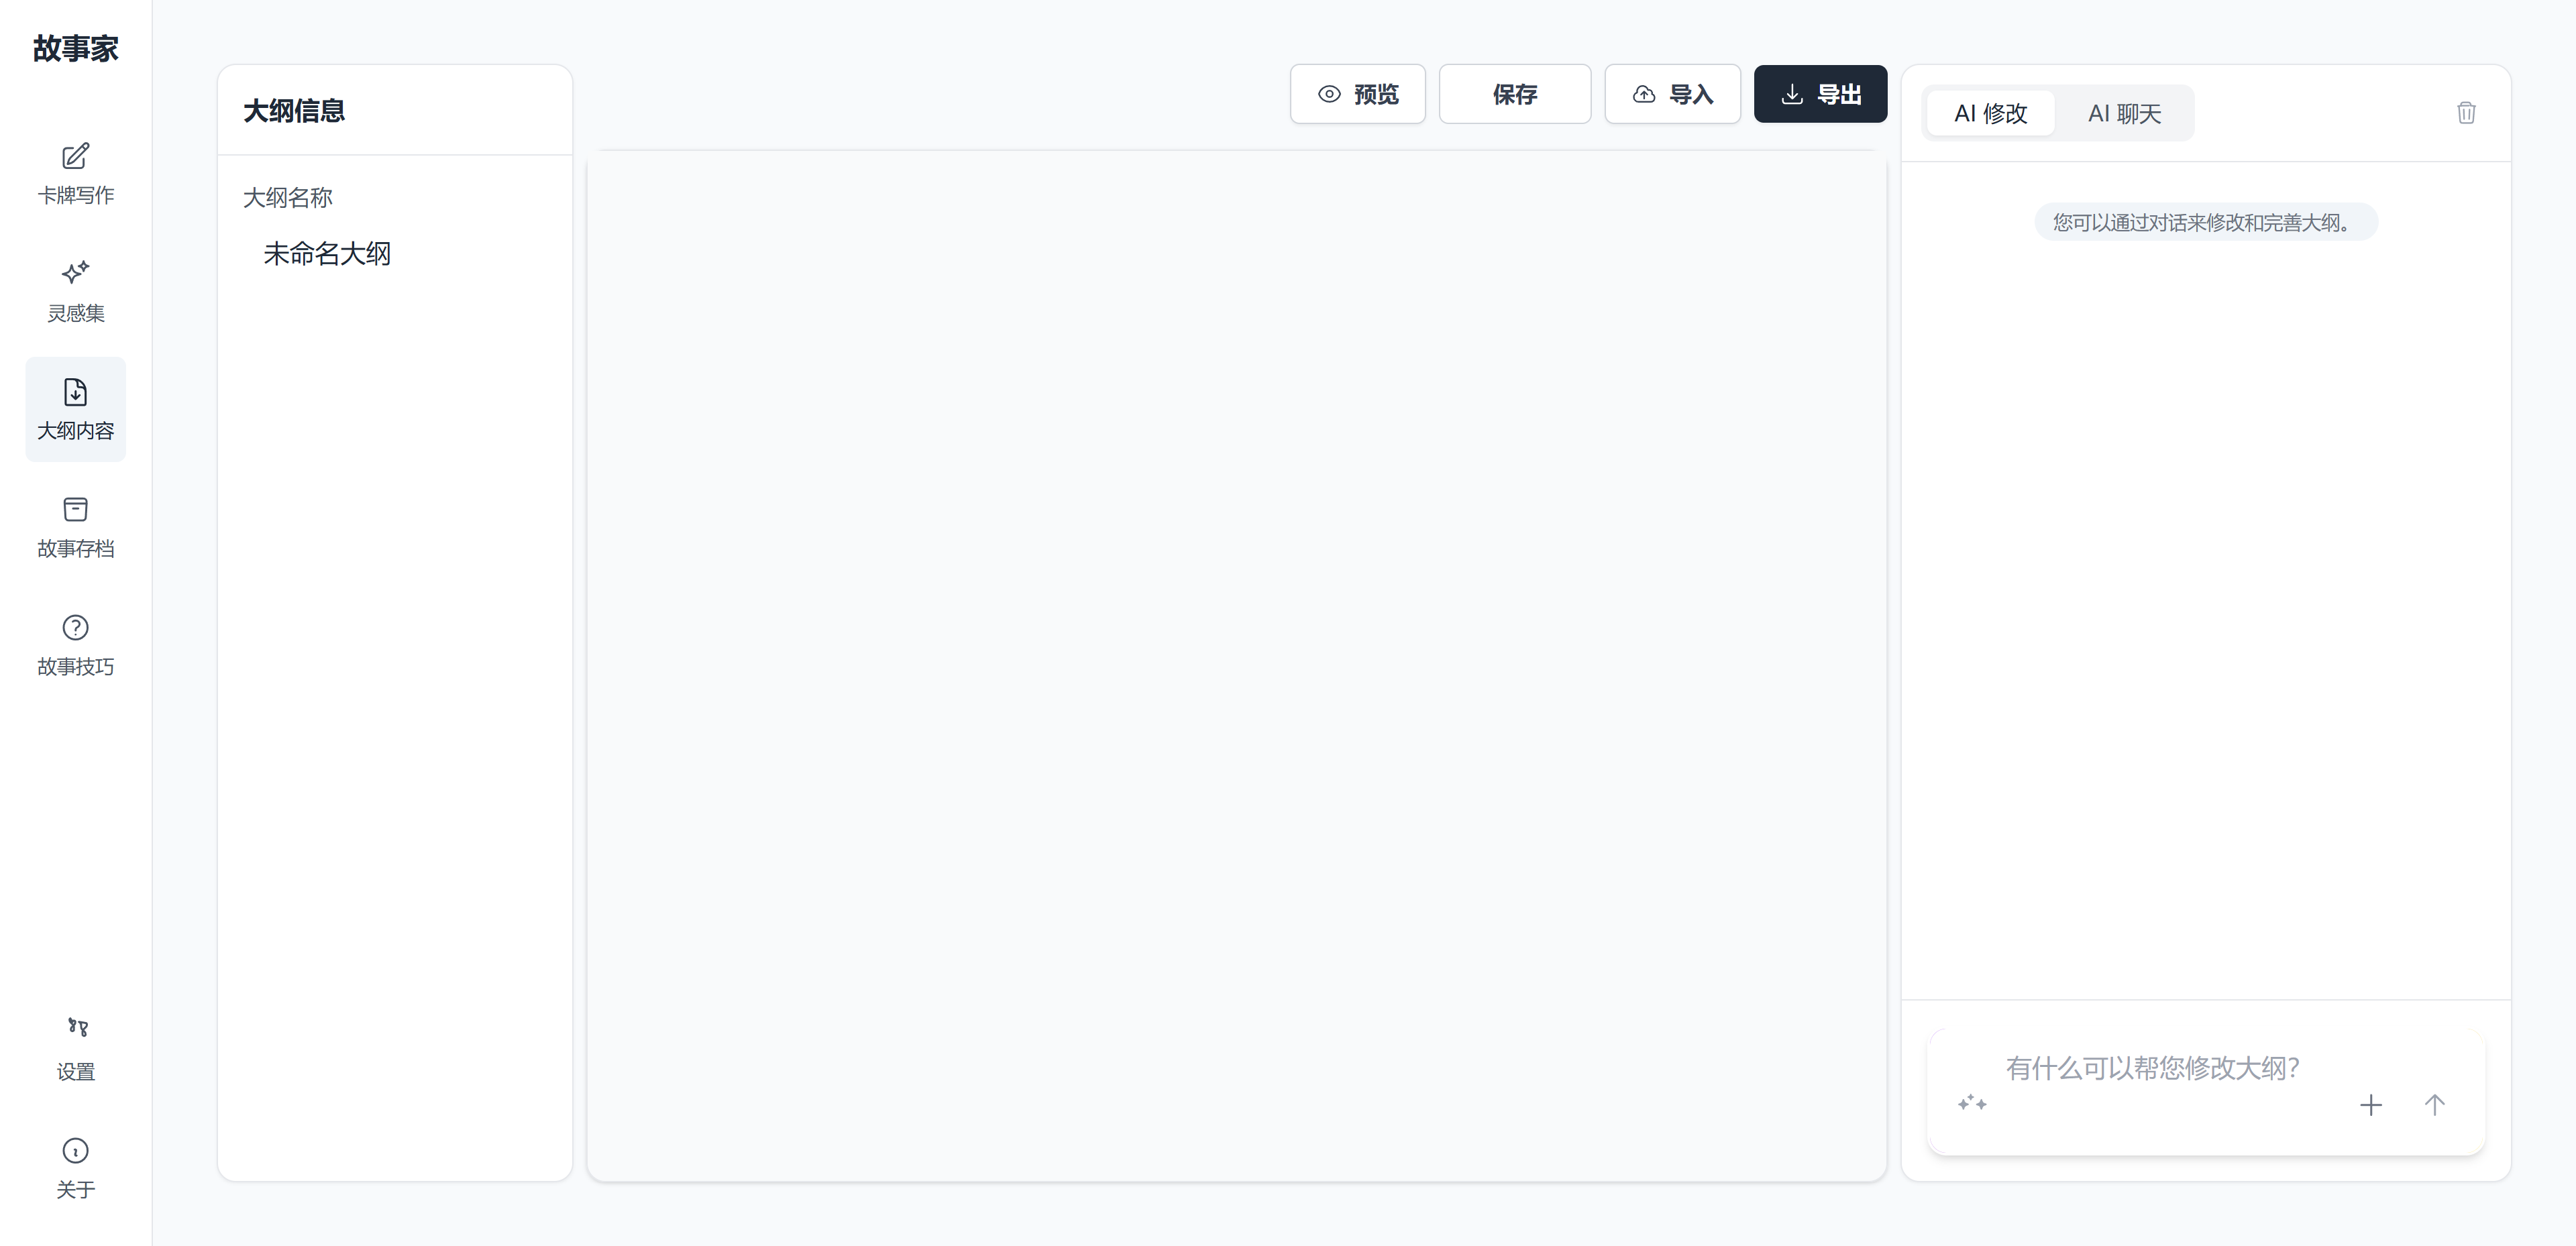 故事家
卡牌写作
灵感集
大纲内容
故事存档
故事技巧
设置
关于
大纲信息
大纲名称
未命名大纲
预览
保存
导入
导出
AI 修改
AI 聊天
您可以通过对话来修改和完善大纲。
有什么可以帮您修改大纲?